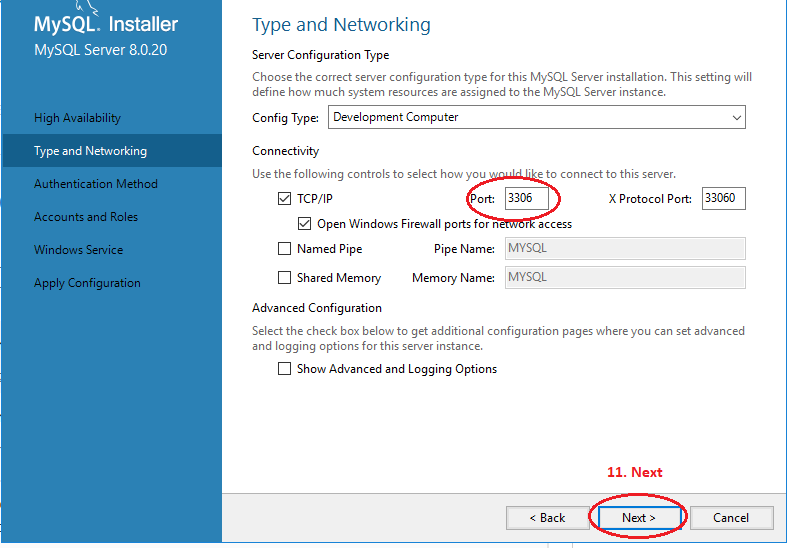 MySQL. Installer
MySQL Server 8.0.20
High Availability
Type and Networking
Authentication Method
Accounts and Roles
Windows Service
Apply Configuration
Type and Networking
Server Configuration Type
Choose the correct server configuration type for this MySQL Server installation. This setting will
define how much system resources are assigned to the MySQL Server instance.
Config Type: Development Computer
Connectivity
Use the following controls to select how you would like to connect to this server.
TCP/IP Port: 3306 X Protocol Port: 33060
Open Windows Firewall ports for network access
Named Pipe Pipe Name: MYSQL
Shared Memory Memory Name: MYSQL
Advanced Configuration
Select the check box below to get additional configuration pages where you can set advanced
and logging options for this server instance.
Show Advanced and Logging Options
11. Next
< Back Next > Cancel